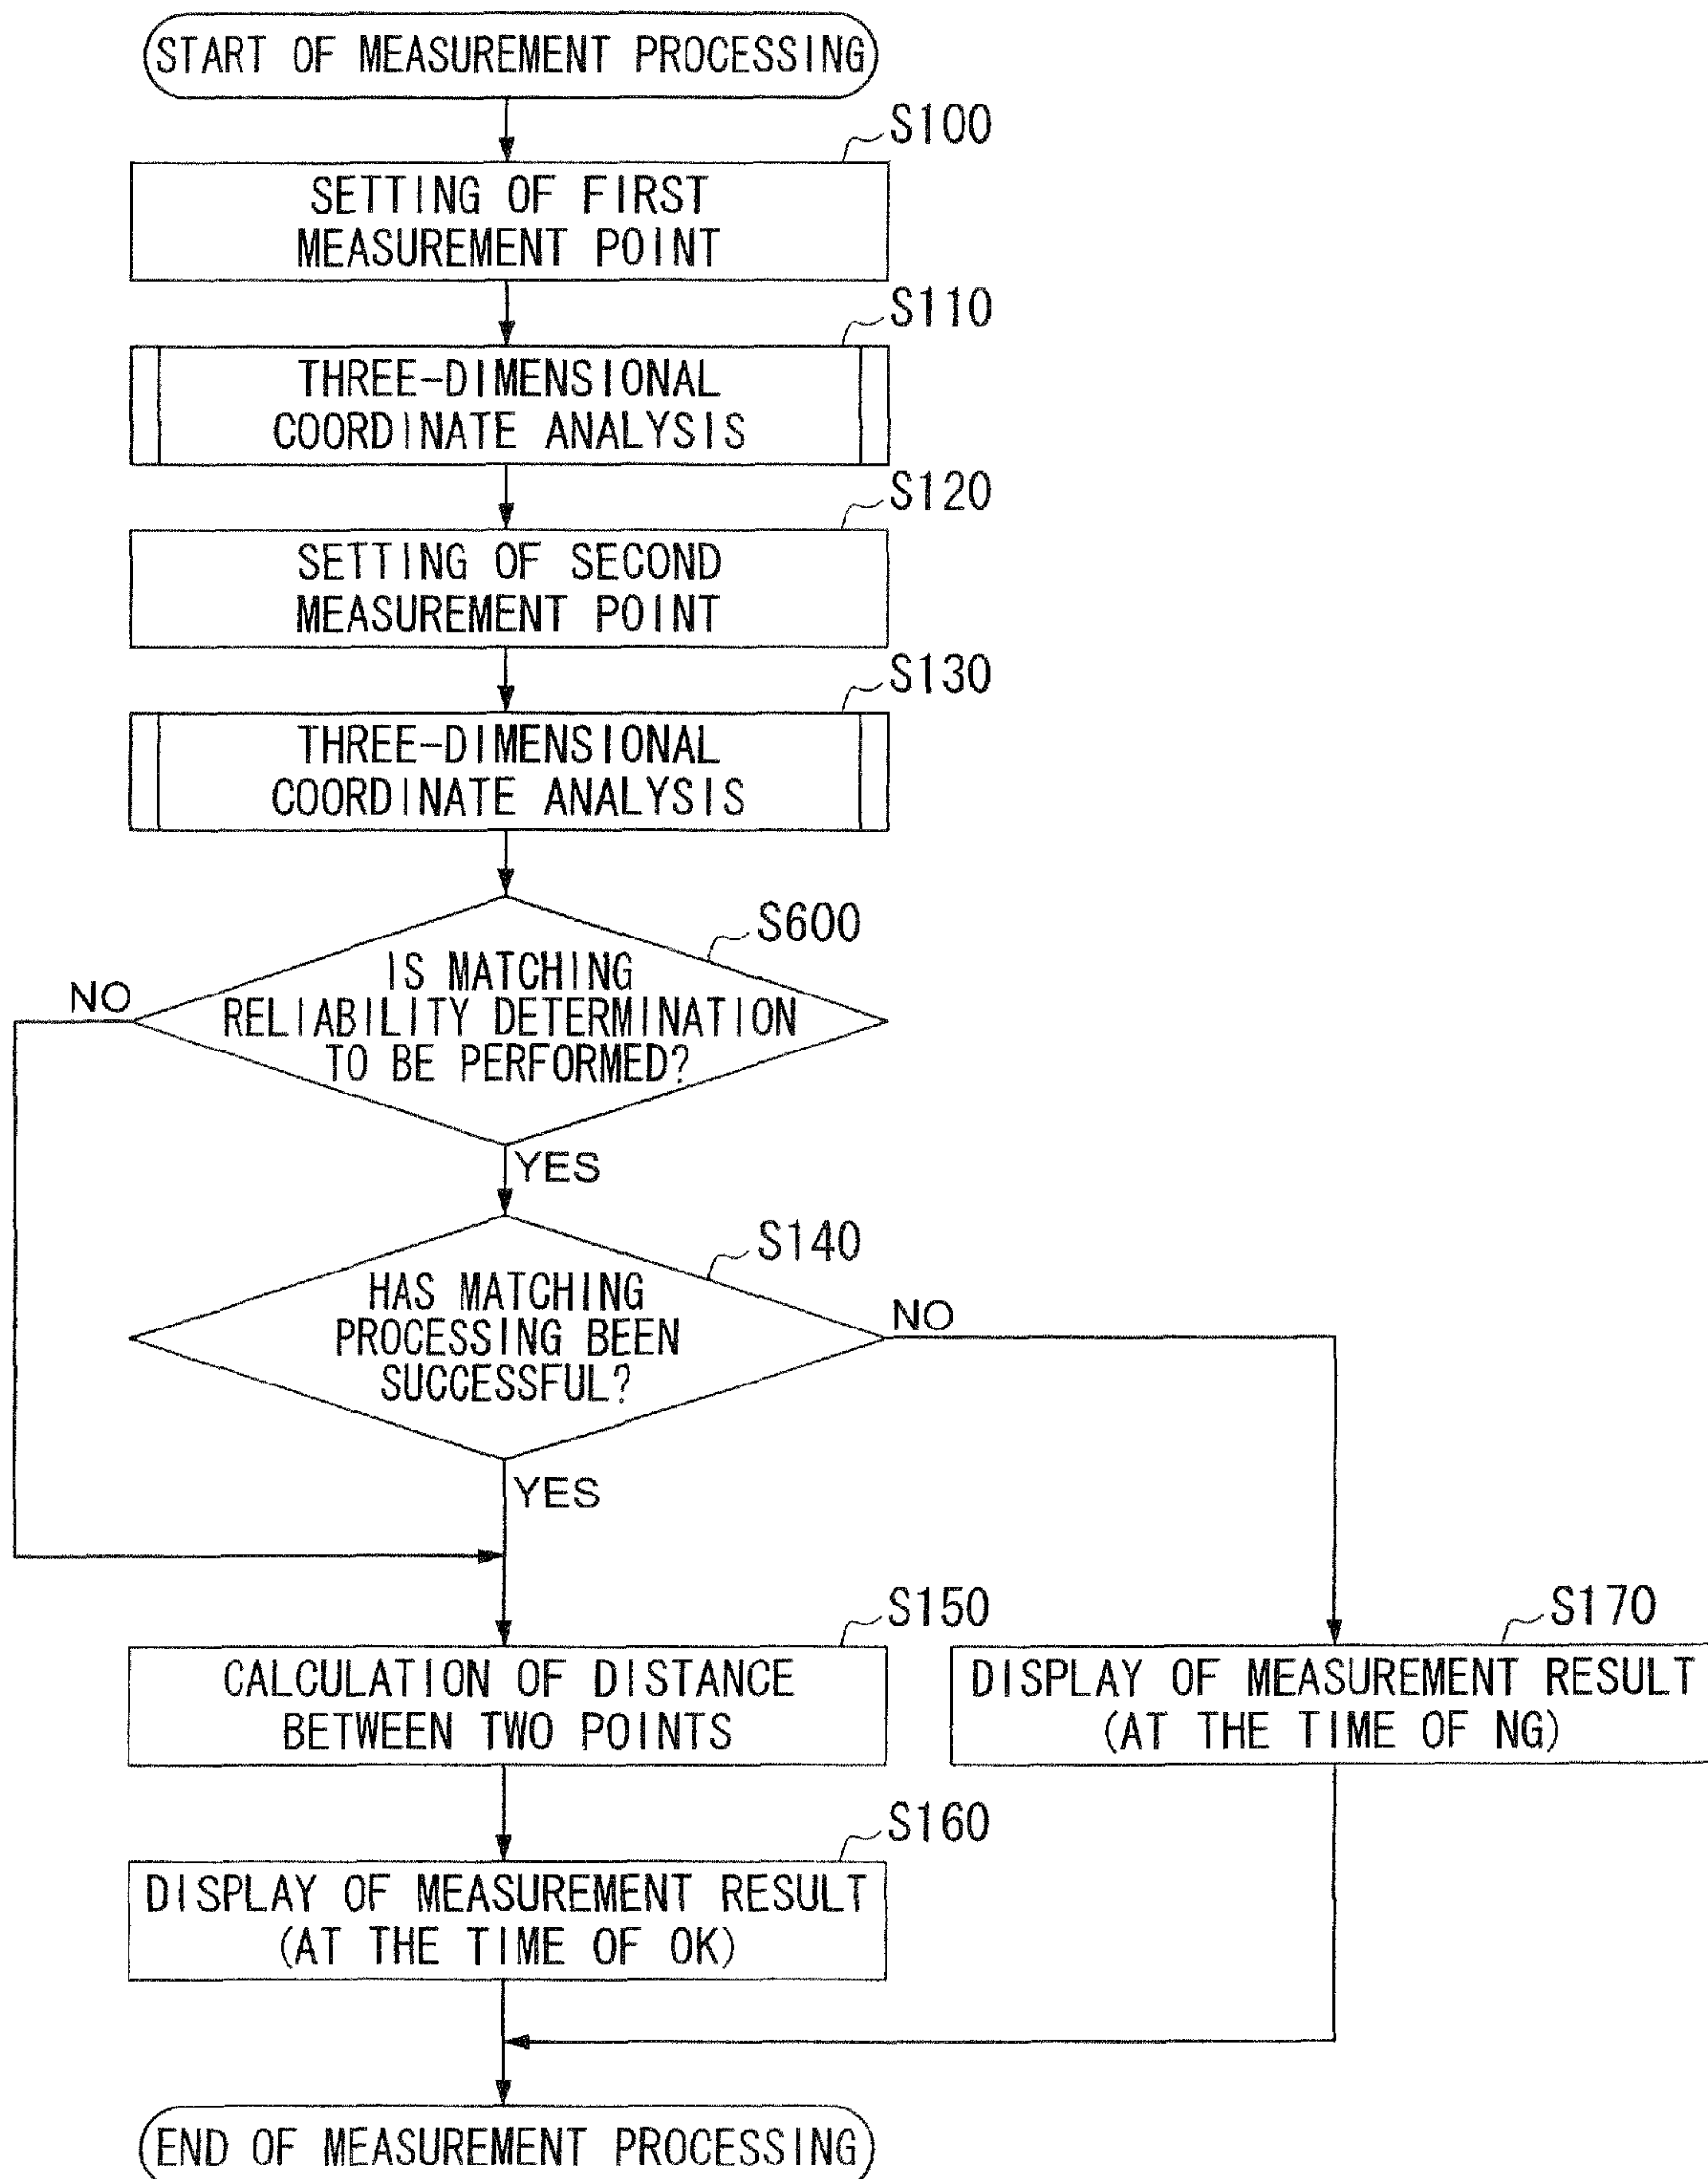 START OF MEASUREMENT PROCESSING
S100
SETTING OF FIRST
MEASUREMENT POINT
S110
THREE-DIMENSIONAL
COORDINATE ANALYSIS
S120
SETTING OF SECOND
MEASUREMENT POINT
S130
THREE-DIMENSIONAL
COORDINATE ANALYSIS
S600
IS MATCHING
RELIABILITY DETERMINATION
TO BE PERFORMED?
NO
YES
S140
HAS MATCHING
PROCESSING BEEN
SUCCESSFUL?
NO
YES
S150
CALCULATION OF DISTANCE
BETWEEN TWO POINTS
S170
DISPLAY OF MEASUREMENT RESULT
(AT THE TIME OF NG)
S160
DISPLAY OF MEASUREMENT RESULT
(AT THE TIME OF OK)
END OF MEASUREMENT PROCESSING